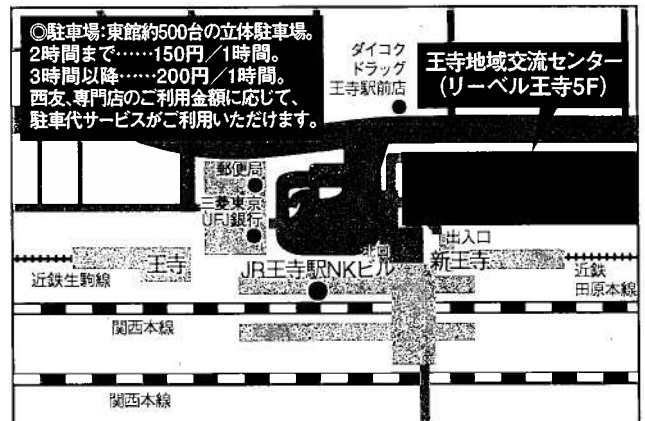 ◎駐車場:東館約500台の立体駐車場。
2時間まで……150円／1時間。
3時間以降……200円／1時間。
西友、専門店のご利用金額に応じて、
駐車代サービスがご利用いただけます。
ダイコク
ドラッグ
王寺駅前店
王寺地域交流センター
(リーベル王寺5F)
郵便局
三菱東京
UFJ銀行
出入口
王寺
新王寺
近鉄生駒線
JR王寺駅NKビル
近鉄
田原本線
関西本線
関西本線